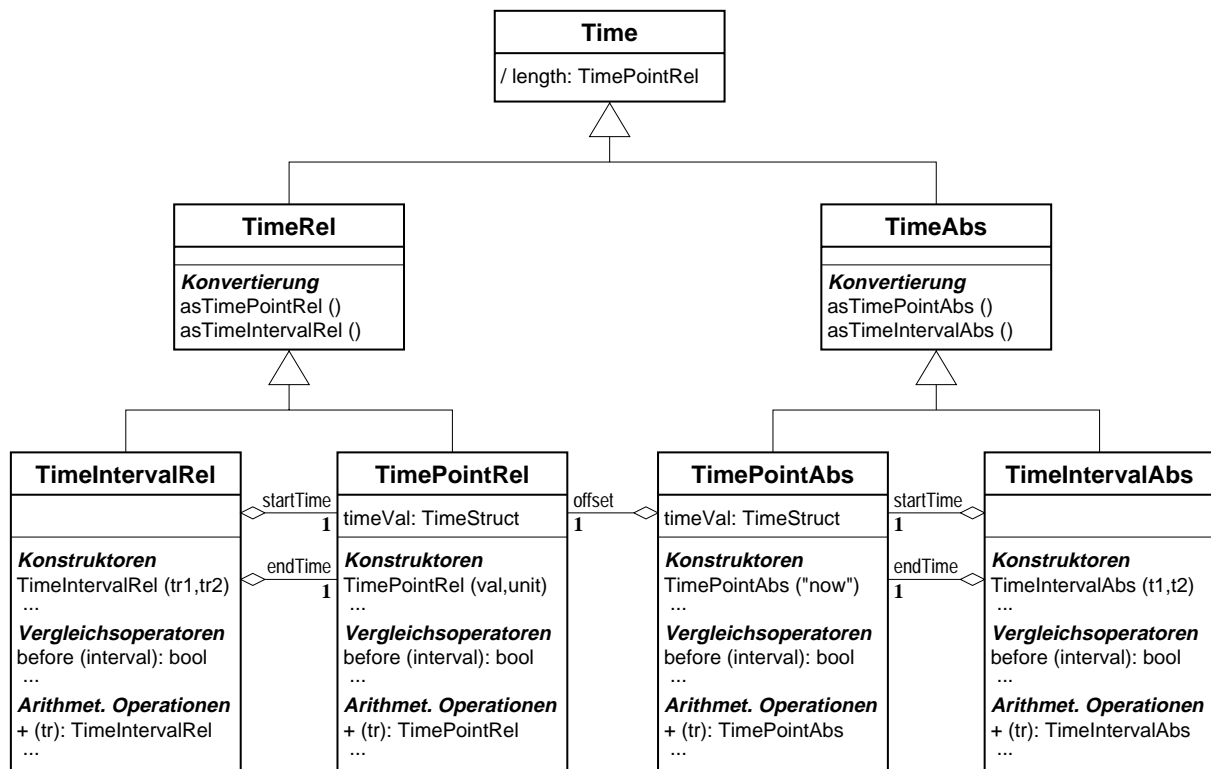 Time
/ length: TimePointRel
TimeRel
Konvertierung
asTimePointRel ()
asTimeIntervalRel ()
TimeAbs
Konvertierung
asTimePointAbs ()
asTimeIntervalAbs ()
TimeIntervalRel
Konstruktoren
TimeIntervalRel (tr1,tr2)
...
Vergleichsoperatoren
before (interval): bool
...
Arithmet. Operationen
+ (tr): TimeIntervalRel
...
startTime
1
endTime
1
TimePointRel
timeVal: TimeStruct
Konstruktoren
TimePointRel (val,unit)
...
Vergleichsoperatoren
before (interval): bool
...
Arithmet. Operationen
+ (tr): TimePointRel
...
offset
1
TimePointAbs
timeVal: TimeStruct
Konstruktoren
TimePointAbs ("now")
...
Vergleichsoperatoren
before (interval): bool
...
Arithmet. Operationen
+ (tr): TimePointAbs
...
startTime
1
endTime
1
TimeIntervalAbs
Konstruktoren
TimeIntervalAbs (t1,t2)
...
Vergleichsoperatoren
before (interval): bool
...
Arithmet. Operationen
+ (tr): TimeIntervalAbs
...